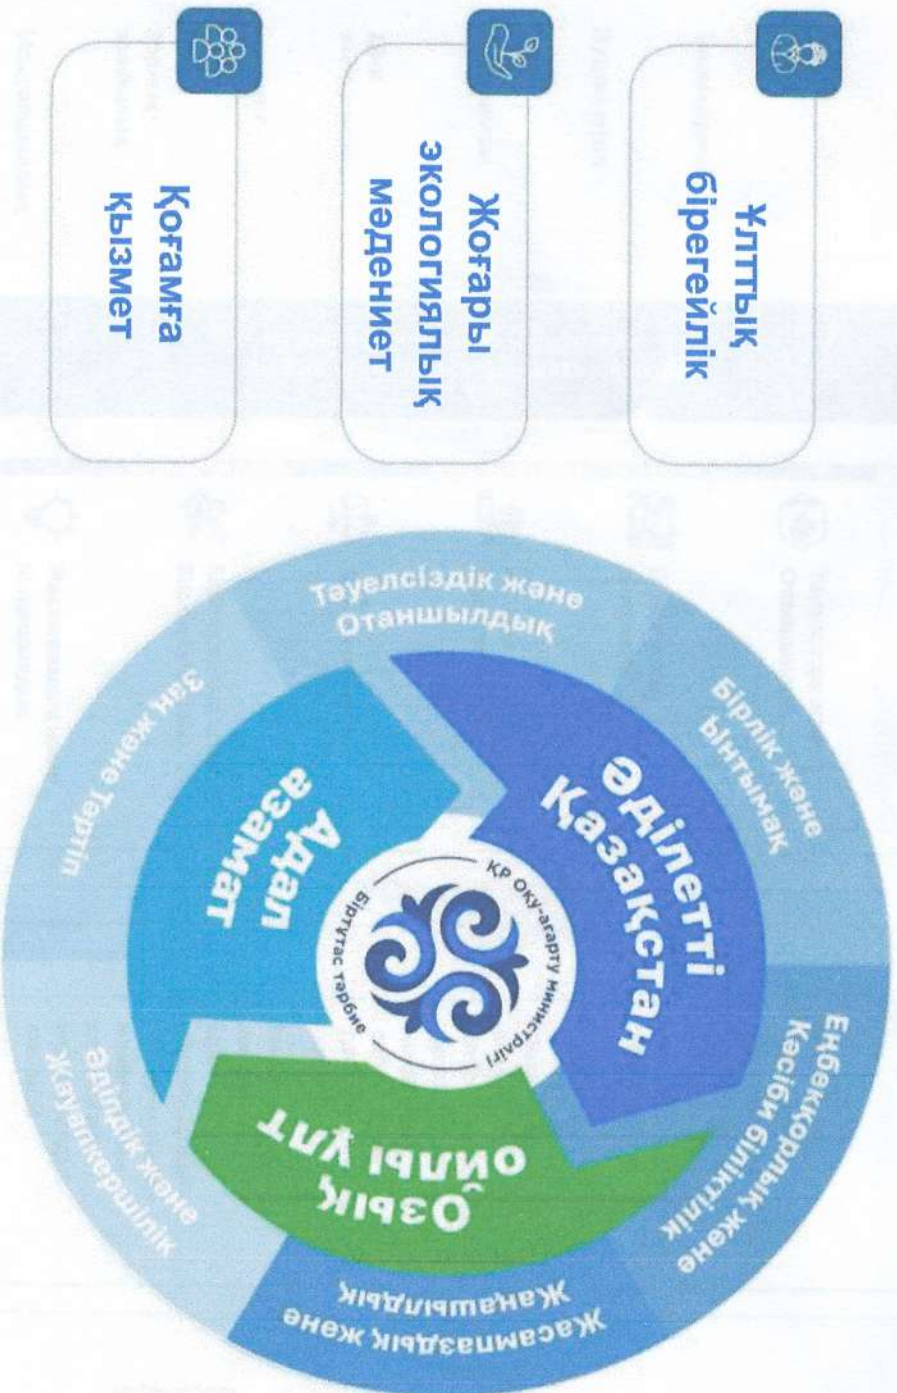 Ұлттық
бірегейлік
Жоғары
экологиялық
мәдениет
Қоғамға
қызмет
Тәуелсіздік және
Отаншылдық
Бірлік және
Ынтымақ
Еңбекқорлық және
Кәсіби біліктілік
Жасампаздық және
Жаңашылдық
Әділдік және
Жауапкершілік
Заң және Тәртіп
Әділетті
Қазақстан
Озық
ойлы ұлт
Адал
азамат
ҚР Оқу-ағарту министрлігі
Біртұтас тәрбие